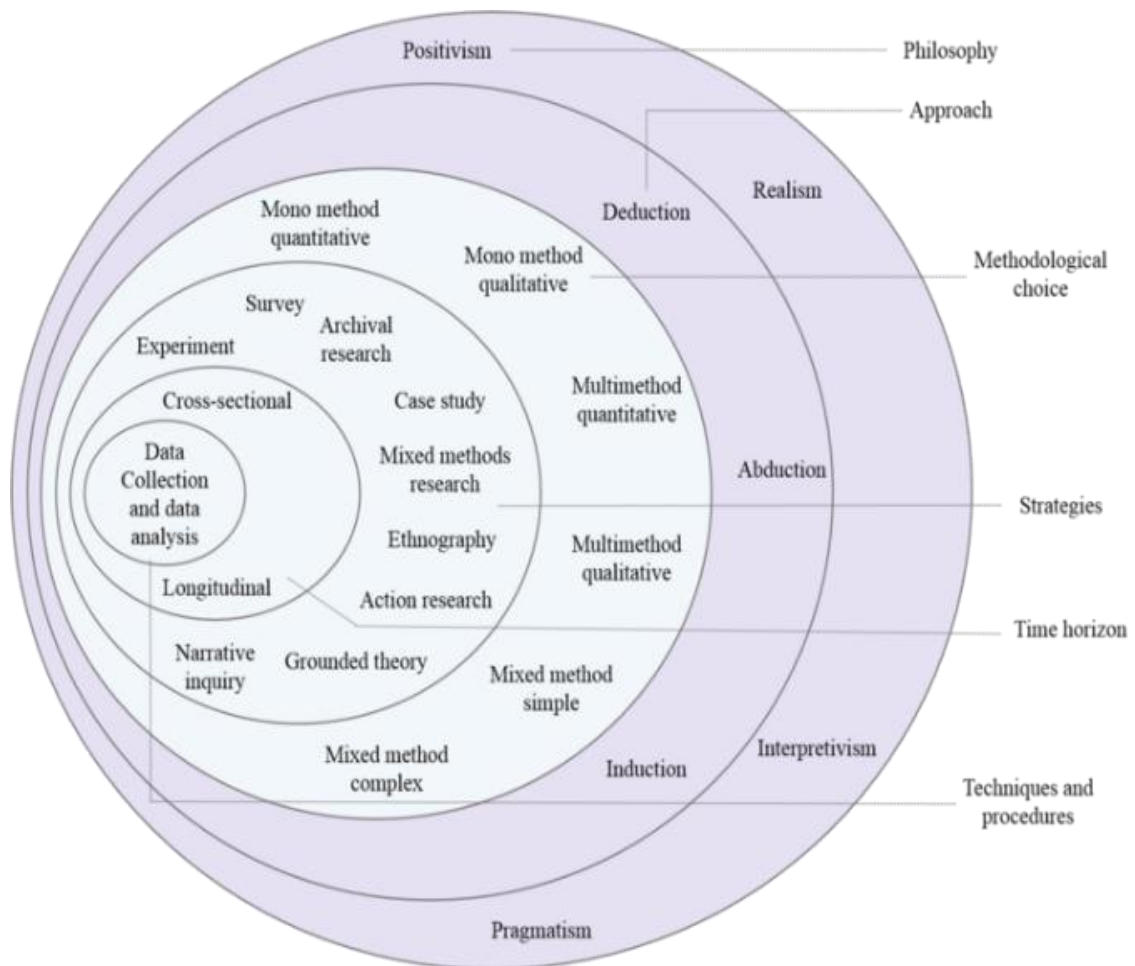 Positivism
Philosophy
Approach
Realism
Deduction
Mono method
quantitative
Mono method
qualitative
Methodological
choice
Survey
Archival
research
Experiment
Cross-sectional
Case study
Multimethod
quantitative
Data
Collection
and data
analysis
Mixed methods
research
Abduction
Strategies
Ethnography
Multimethod
qualitative
Longitudinal
Action research
Time horizon
Narrative
inquiry
Grounded theory
Mixed method
simple
Mixed method
complex
Induction
Interpretivism
Techniques and
procedures
Pragmatism